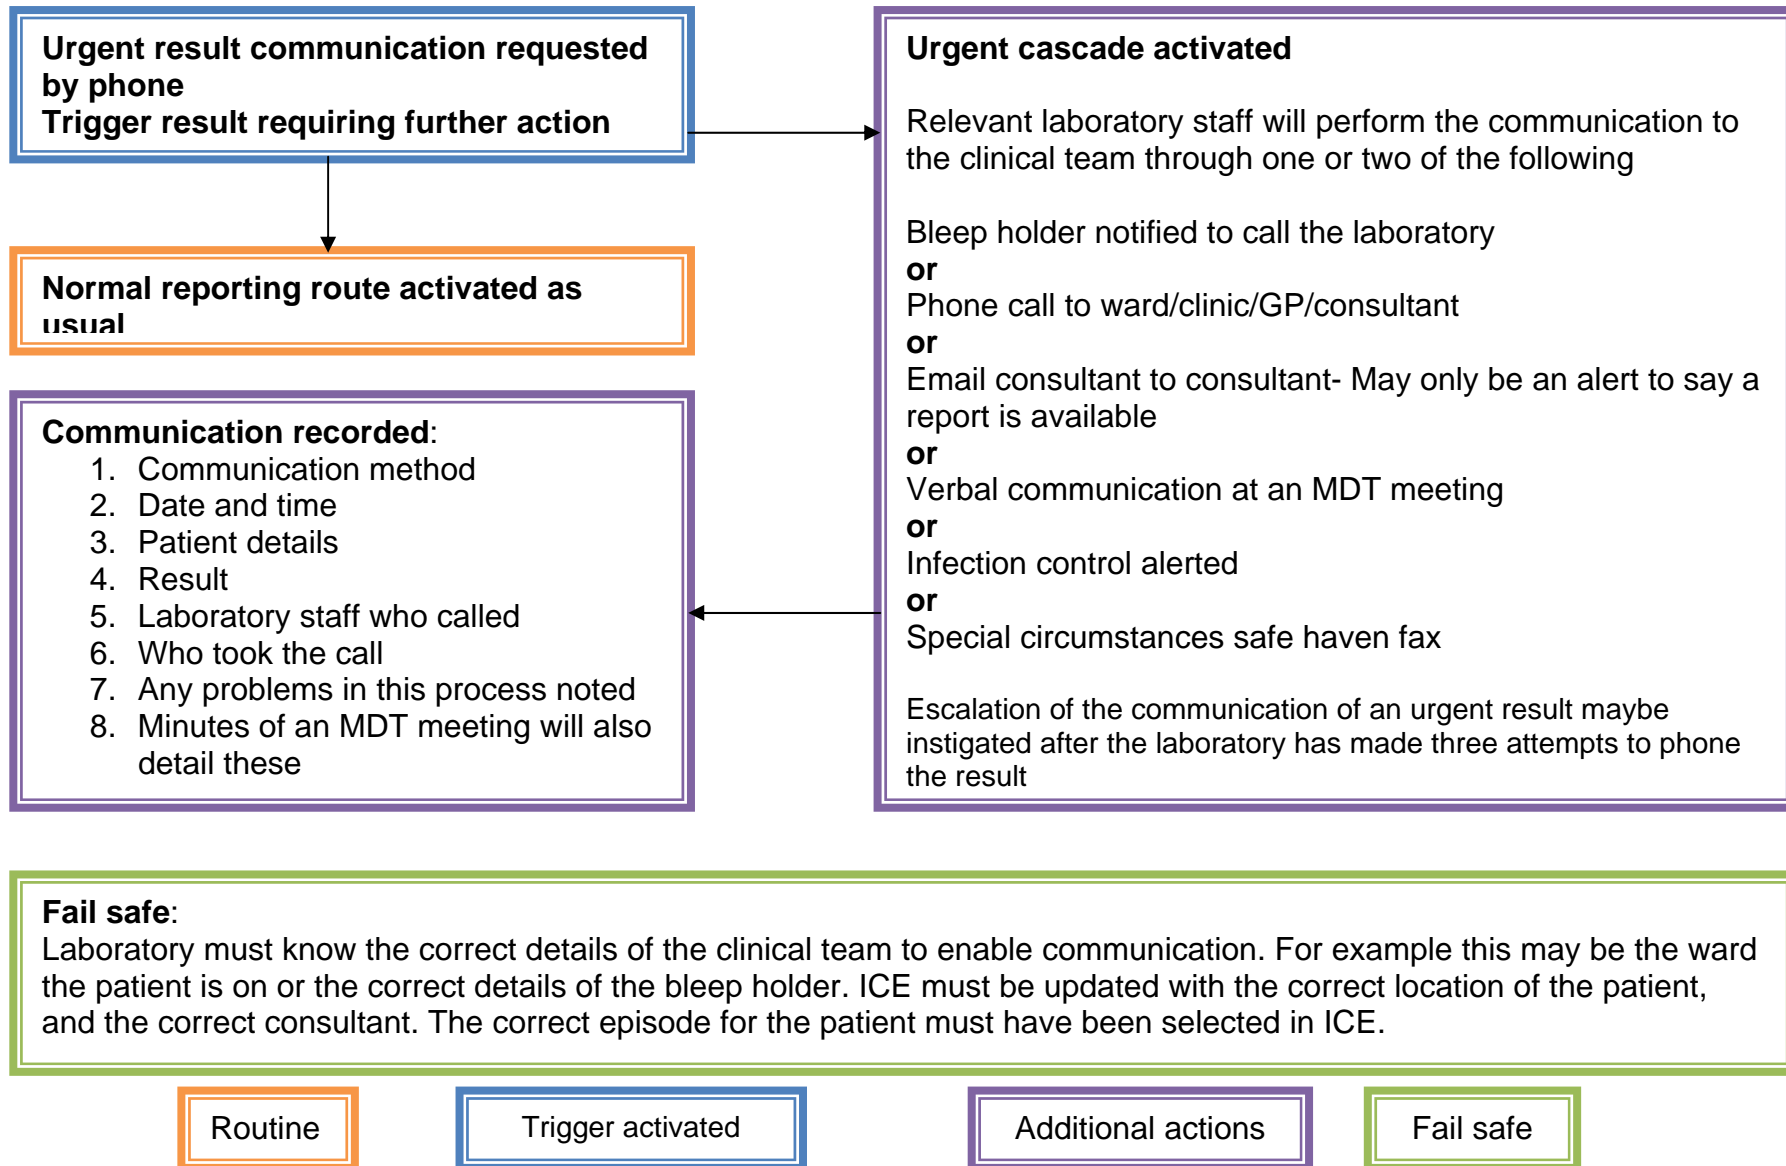 Urgent result communication requested
by phone
Trigger result requiring further action
Normal reporting route activated as
usual
Communication recorded:
1. Communication method
2. Date and time
3. Patient details
4. Result
5. Laboratory staff who called
6. Who took the call
7. Any problems in this process noted
8. Minutes of an MDT meeting will also
detail these
Urgent cascade activated
Relevant laboratory staff will perform the communication to
the clinical team through one or two of the following
Bleep holder notified to call the laboratory
or
Phone call to ward/clinic/GP/consultant
or
Email consultant to consultant- May only be an alert to say a
report is available
or
Verbal communication at an MDT meeting
or
Infection control alerted
or
Special circumstances safe haven fax
Escalation of the communication of an urgent result maybe
instigated after the laboratory has made three attempts to phone
the result
Fail safe:
Laboratory must know the correct details of the clinical team to enable communication. For example this may be the ward
the patient is on or the correct details of the bleep holder. ICE must be updated with the correct location of the patient,
and the correct consultant. The correct episode for the patient must have been selected in ICE.
Routine
Trigger activated
Additional actions
Fail safe